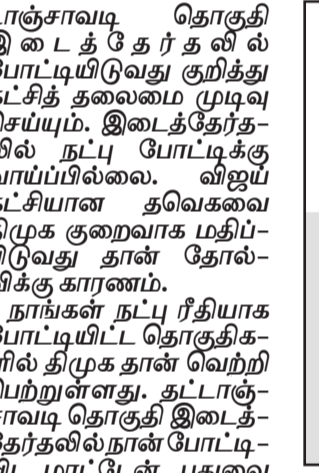 டாஞ்சாவடி தொகுதி
இடைத்தேர்தலில்
போட்டியிடுவது குறித்து
கட்சித் தலைமை முடிவு
செய்யும். இடைத்தேர்த-
லில் நட்பு போட்டிக்கு
வாய்ப்பில்லை. விஜய்
கட்சியான தவெகவை
திமுக குறைவாக மதிப்-
பிடுவது தான் தோல்-
விக்கு காரணம்.
நாங்கள் நட்பு ரீதியாக
போட்டியிட்ட தொகுதிக-
ளில் திமுக தான் வெற்றி
பெற்றுள்ளது. தட்டாஞ்-
சாவடி தொகுதி இடைத்-
தேர்தலில் நான் போட்டி-
யிட மாட்டேன். புதுவை